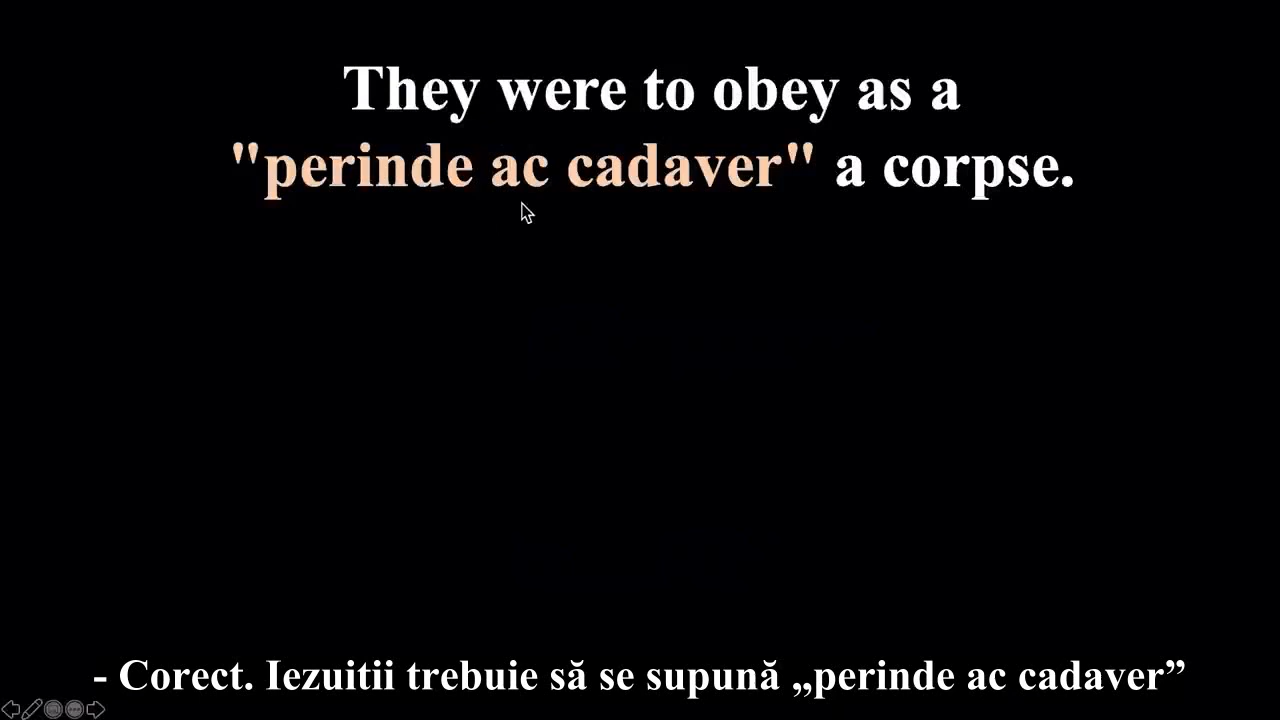 They were to obey as a
"perinde ac cadaver" a corpse.
- Corect. Iezuitii trebuie să se supună „perinde ac cadaver”